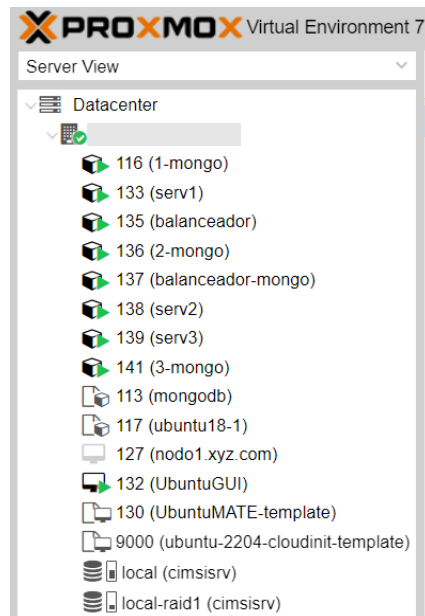 PROXMOX Virtual Environment 7
Server View
Datacenter
116 (1-mongo)
133 (serv1)
135 (balanceador)
136 (2-mongo)
137 (balanceador-mongo)
138 (serv2)
139 (serv3)
141 (3-mongo)
113 (mongodb)
117 (ubuntu18-1)
127 (nodo1.xyz.com)
132 (UbuntuGUI)
130 (UbuntuMATE-template)
9000 (ubuntu-2204-cloudinit-template)
local (cimsisrv)
local-raid1 (cimsisrv)